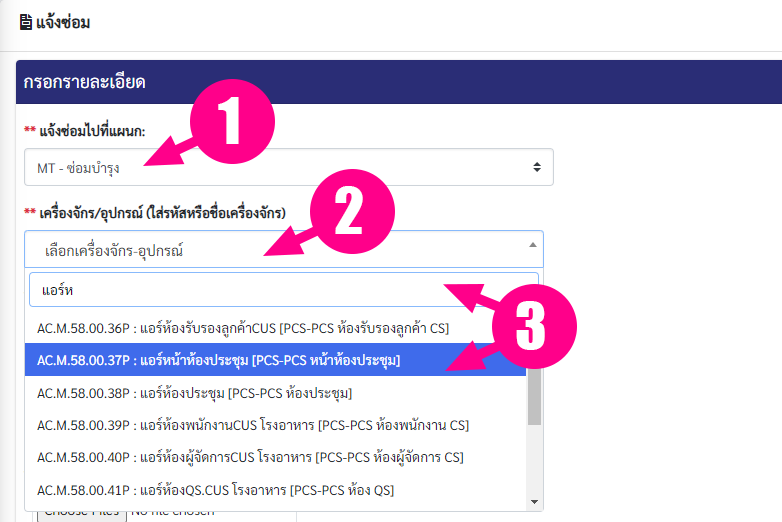 แจ้งซ่อม
กรอกรายละเอียด
** แจ้งซ่อมไปที่แผนก:
1
MT - ซ่อมบำรุง
** เครื่องจักร/อุปกรณ์ (ใส่รหัสหรือชื่อเครื่องจักร)
2
เลือกเครื่องจักร-อุปกรณ์
แอร์ห
3
AC.M.58.00.36P : แอร์ห้องรับรองลูกค้าCUS [PCS-PCS ห้องรับรองลูกค้า CS]
AC.M.58.00.37P : แอร์หน้าห้องประชุม [PCS-PCS หน้าห้องประชุม]
AC.M.58.00.38P : แอร์ห้องประชุม [PCS-PCS ห้องประชุม]
AC.M.58.00.39P : แอร์ห้องพนักงานCUS โรงอาหาร [PCS-PCS ห้องพนักงาน CS]
AC.M.58.00.40P : แอร์ห้องผู้จัดการCUS โรงอาหาร [PCS-PCS ห้องผู้จัดการ CS]
AC.M.58.00.41P : แอร์ห้องQS.CUS โรงอาหาร [PCS-PCS ห้อง QS]
Choose Files No file chosen